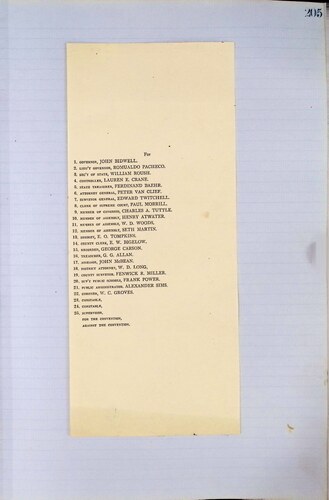 205
For
1. GOVERNOR, JOHN BIDWELL.
2. LIEUT. GOVERNOR, ROMUALDO PACHECO.
3. SEC'Y OF STATE, WILLIAM ROUSH.
4. CONTROLLER, LAUREN E. CRANE.
5. STATE TREASURER, FERDINAND BAEHR.
6. ATTORNEY GENERAL, PETER VAN CLIEF.
7. SURVEYOR GENERAL, EDWARD TWITCHELL.
8. CLERK OF SUPREME COURT, PAUL MORRILL.
9. MEMBER OF CONGRESS, CHARLES A. TUTTLE.
10. MEMBER OF ASSEMBLY, HENRY ATWATER.
11. MEMBER OF ASSEMBLY, W. D. WOODS.
12. MEMBER OF ASSEMBLY, SETH MARTIN.
13. SHERIFF, E. O. TOMPKINS.
14. COUNTY CLERK, E. W. BIGELOW.
15. RECORDER, GEORGE CARSON.
16. TREASURER, G. G. ALLAN.
17. ASSESSOR, JOHN
18. DISTRICT ATTORNEY, W. D. LONG.
19. COUNTY SURVEYOR, FENWICK B. MILLER.
20. SUP'T PUBLIC SCHOOLS, FRANK POWER.
21. PUBLIC ADMINISTRATOR, ALEXANDER SIMS.
22. CORONER, W. C. GROVES.
23. CONSTABLE,
24. CONSTABLE,
25. SUPERVISOR,
FOR THE CONVENTION,
AGAINST THE CONVENTION.